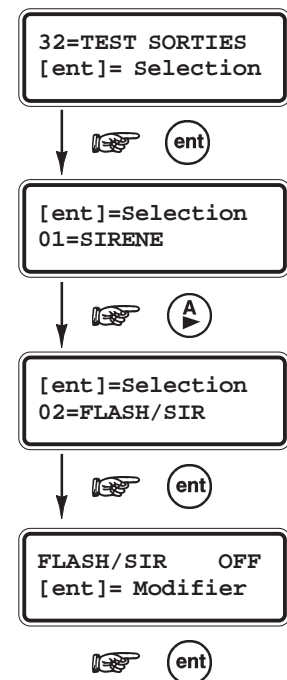 32=TEST SORTIES
[ent]= Selection
ent
[ent]=Selection
01=SIRENE
A
[ent]=Selection
02=FLASH/SIR
ent
FLASH/SIR OFF
[ent]= Modifier
ent